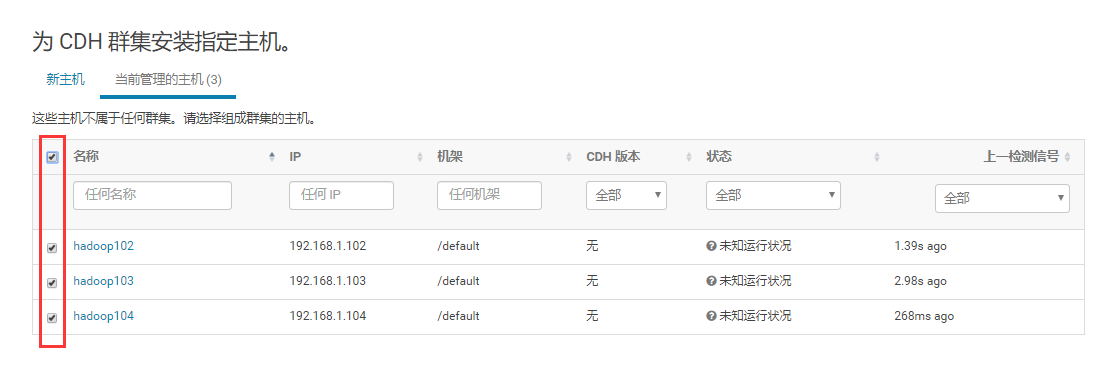 为 CDH 群集安装指定主机。
新主机 当前管理的主机 (3)
这些主机不属于任何群集。请选择组成群集的主机。
名称 IP 机架 CDH 版本 状态 上一检测信号
任何名称 任何 IP 任何机架 全部 全部 全部
hadoop102 192.168.1.102 /default 无 未知运行状况 1.39s ago
hadoop103 192.168.1.103 /default 无 未知运行状况 2.98s ago
hadoop104 192.168.1.104 /default 无 未知运行状况 268ms ago